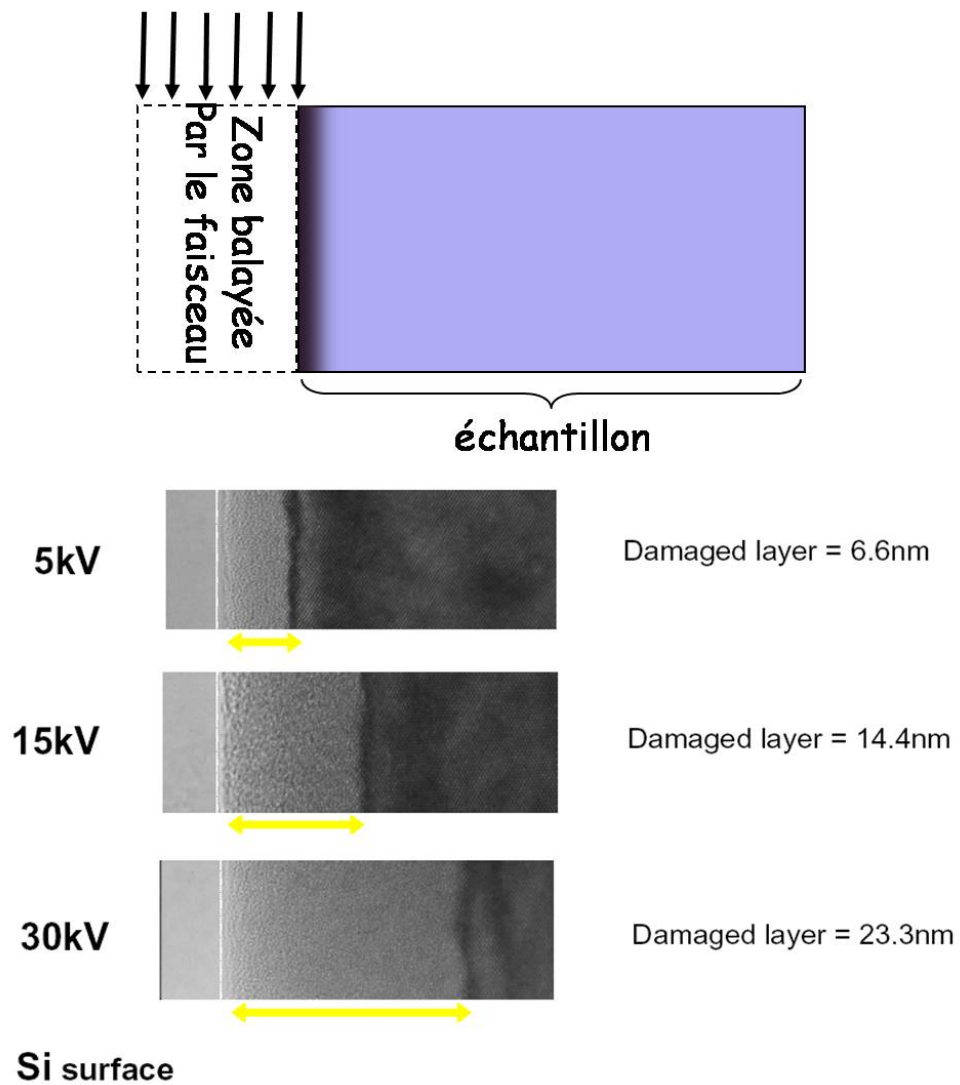 Zone balayée
Par le faisceau
échantillon
5kV
Damaged layer = 6.6nm
15kV
Damaged layer = 14.4nm
30kV
Damaged layer = 23.3nm
Si surface